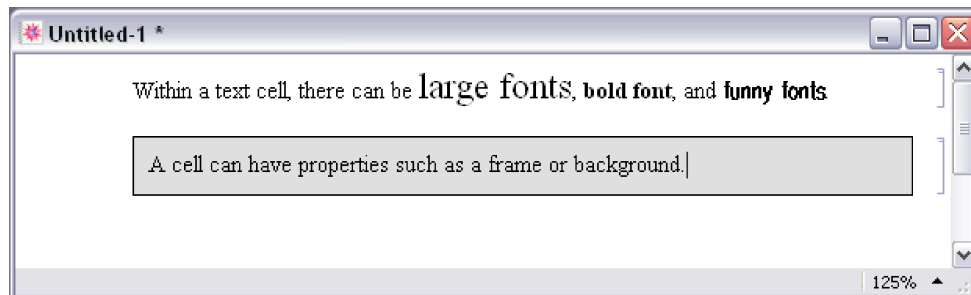 Untitled-1 *
Within a text cell, there can be large fonts, bold font, and funny fonts.
A cell can have properties such as a frame or background.
125%